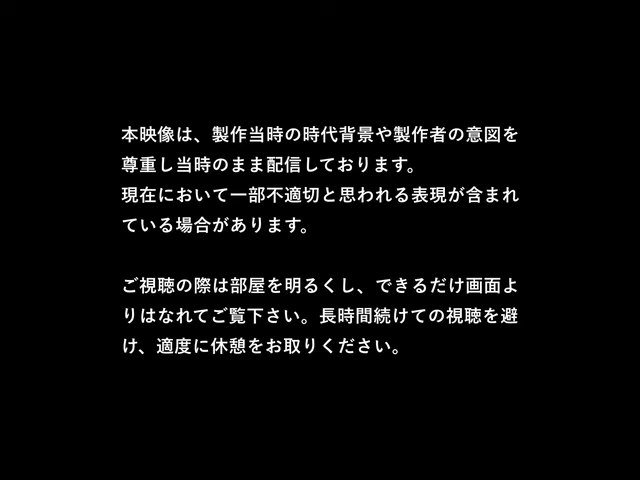 本映像は、製作当時の時代背景や製作者の意図を
尊重し当時のまま配信しております。
現在において一部不適切と思われる表現が含まれ
ている場合があります。
ご視聴の際は部屋を明るくし、できるだけ画面よ
りはなれてご覧下さい。長時間続けての視聴を避
け、適度に休憩をお取りください。